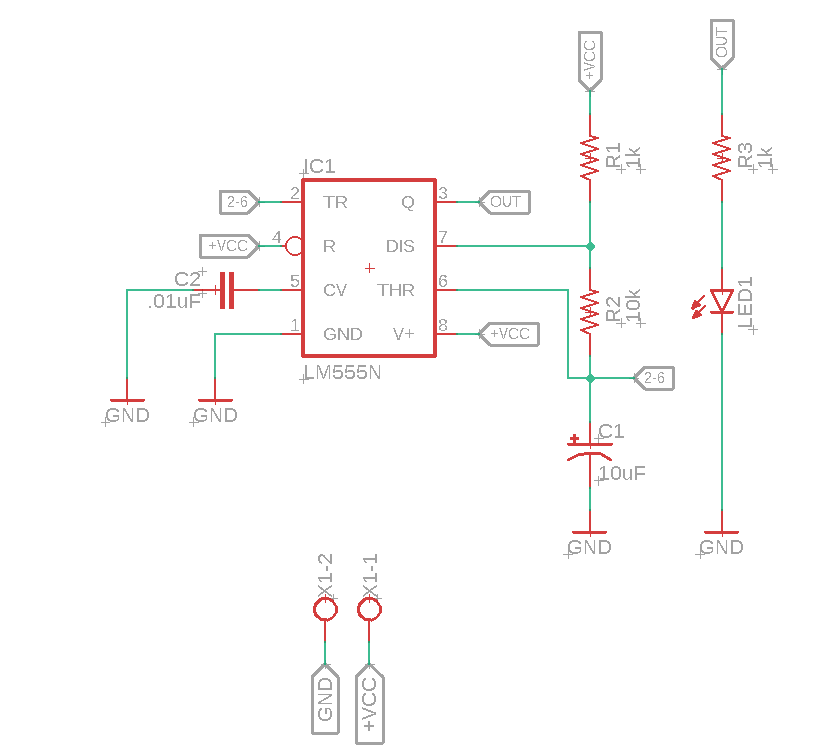 OUT
+VCC
R1
1k
R3
1k
IC1
2-6
2
TR
Q
3
OUT
+VCC
4
R
DIS
7
C2
.01uF
5
CV
THR
6
R2
10k
LED1
1
GND
V+
8
+VCC
LM555N
2-6
GND
GND
C1
10uF
GND
GND
X1-2
X1-1
GND
+VCC